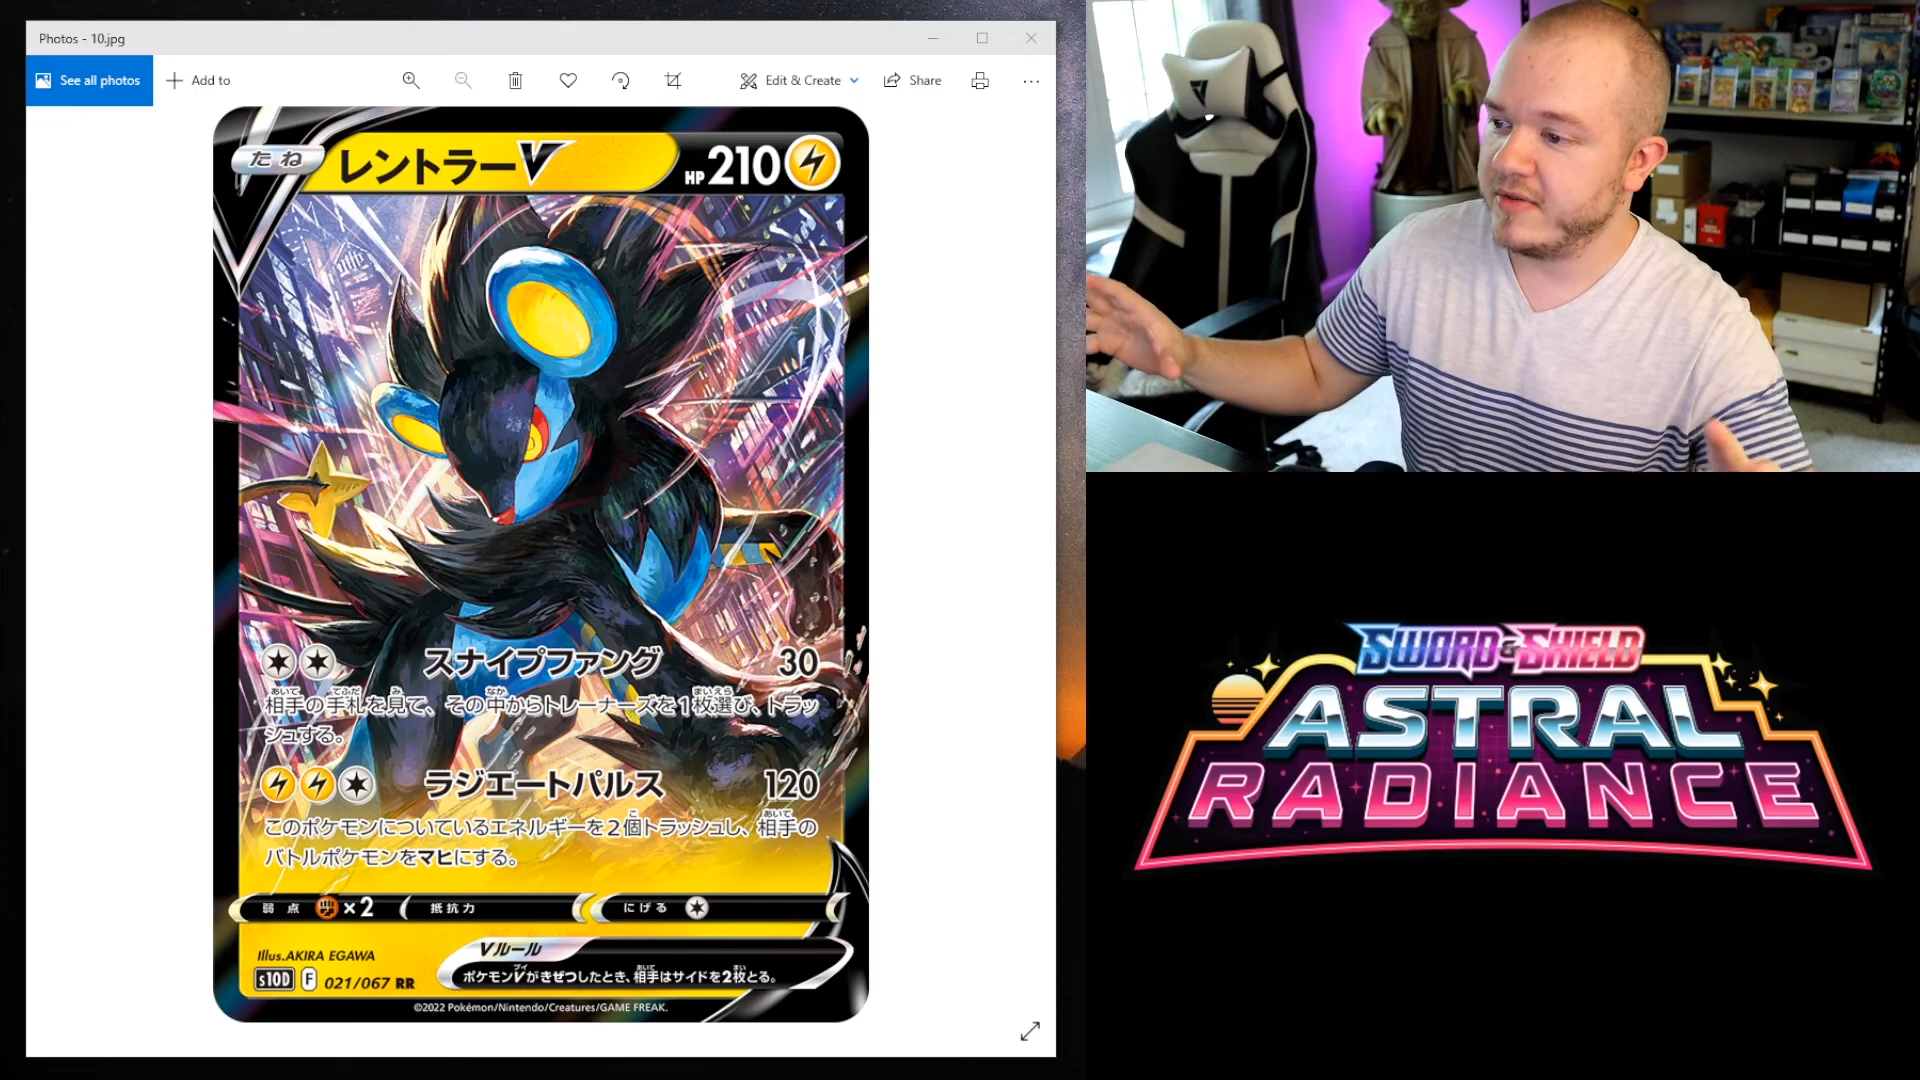 Photos - 10.jpg
See all photos
Add to
Edit & Create
Share
たね
レントラーV
HP 210
スナイプファング 30
相手の手札を見て、その中からトレーナーズを1枚選び、トラッ
シュする。
ラジエートパルス 120
このポケモンについているエネルギーを2個トラッシュし、相手の
バトルポケモンをマヒにする。
弱点 ×2 抵抗力 にげる
Illus.AKIRA EGAWA
s10D F 021/067 RR
Vルール
ポケモンVがきぜつしたとき、相手はサイドを2枚とる。
©2022 Pokémon/Nintendo/Creatures/GAME FREAK.
SWORD & SHIELD
ASTRAL
RADIANCE